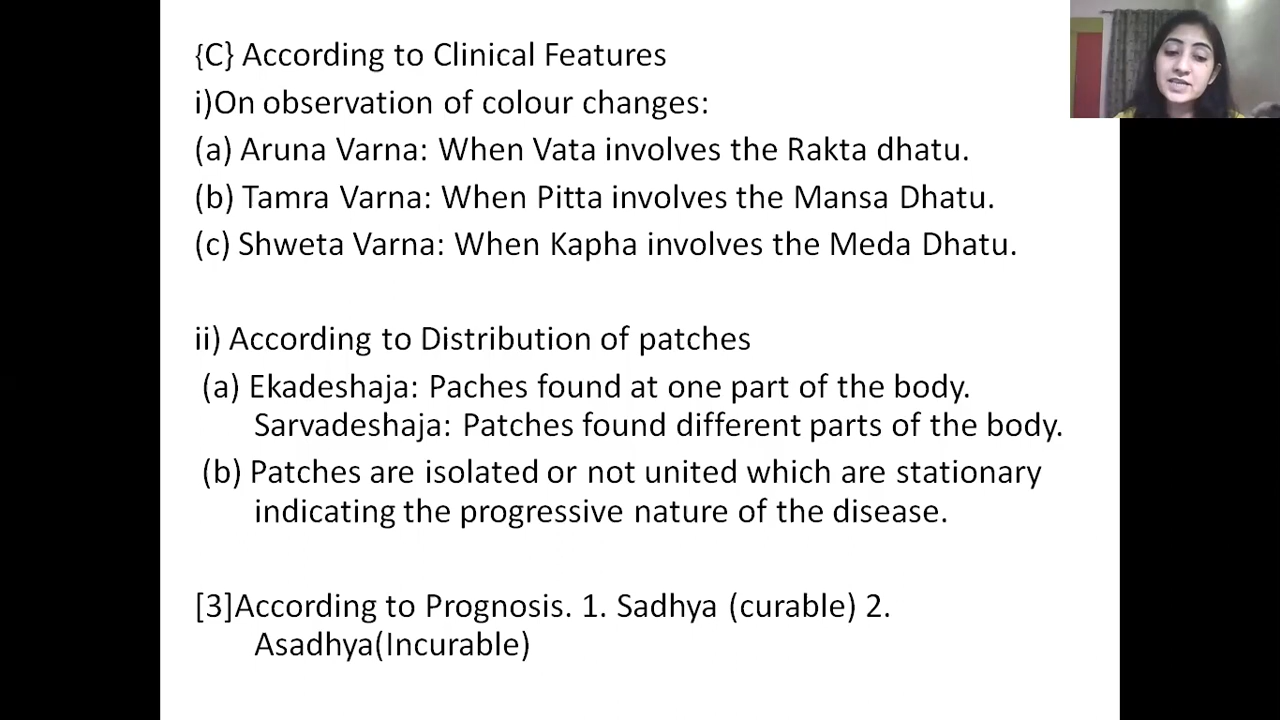 {C} According to Clinical Features
i)On observation of colour changes:
(a) Aruna Varna: When Vata involves the Rakta dhatu.
(b) Tamra Varna: When Pitta involves the Mansa Dhatu.
(c) Shweta Varna: When Kapha involves the Meda Dhatu.
ii) According to Distribution of patches
(a) Ekadeshaja: Paches found at one part of the body.
Sarvadeshaja: Patches found different parts of the body.
(b) Patches are isolated or not united which are stationary
indicating the progressive nature of the disease.
[3]According to Prognosis. 1. Sadhya (curable) 2.
Asadhya(Incurable)